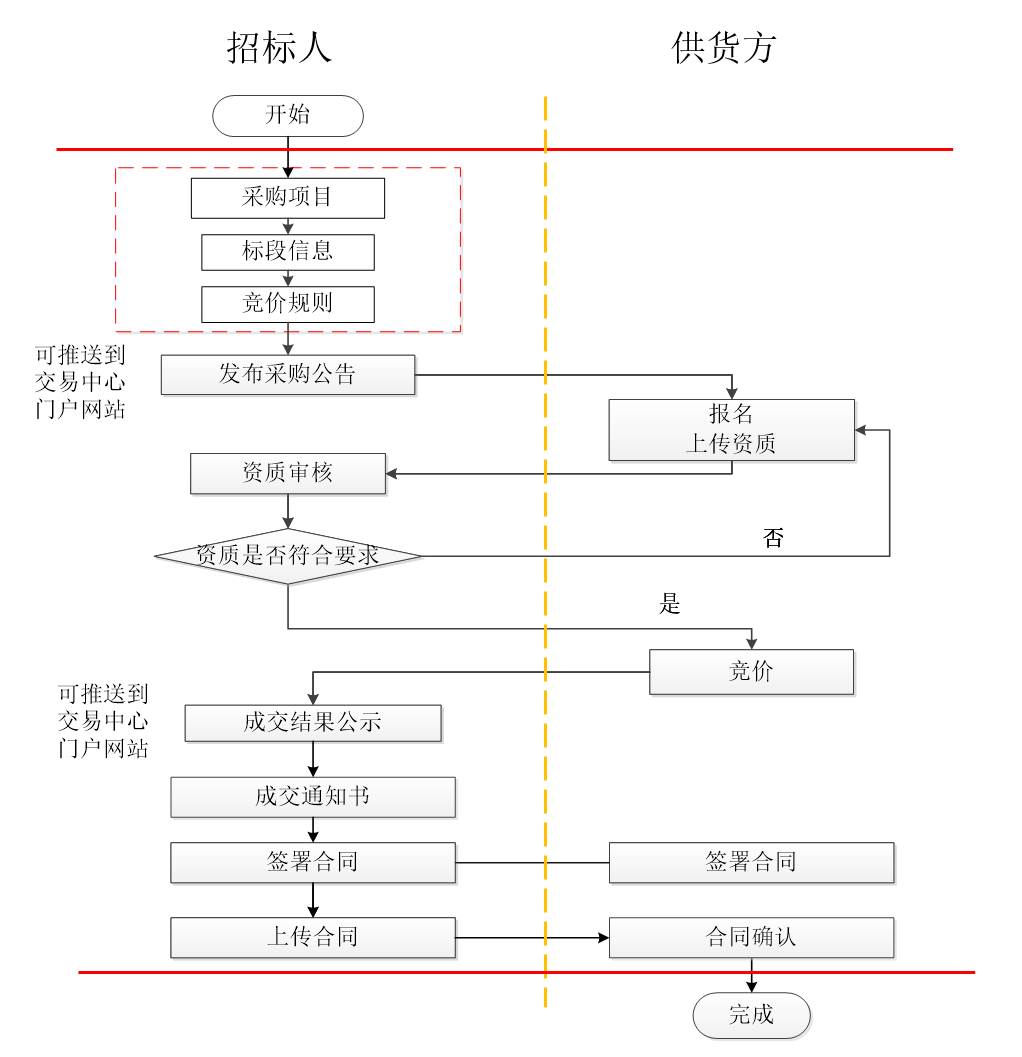 招标人
供货方
开始
采购项目
标段信息
竞价规则
可推送到
交易中心
门户网站
发布采购公告
报名
上传资质
资质审核
资质是否符合要求
否
是
竞价
可推送到
交易中心
门户网站
成交结果公示
成交通知书
签署合同
签署合同
上传合同
合同确认
完成